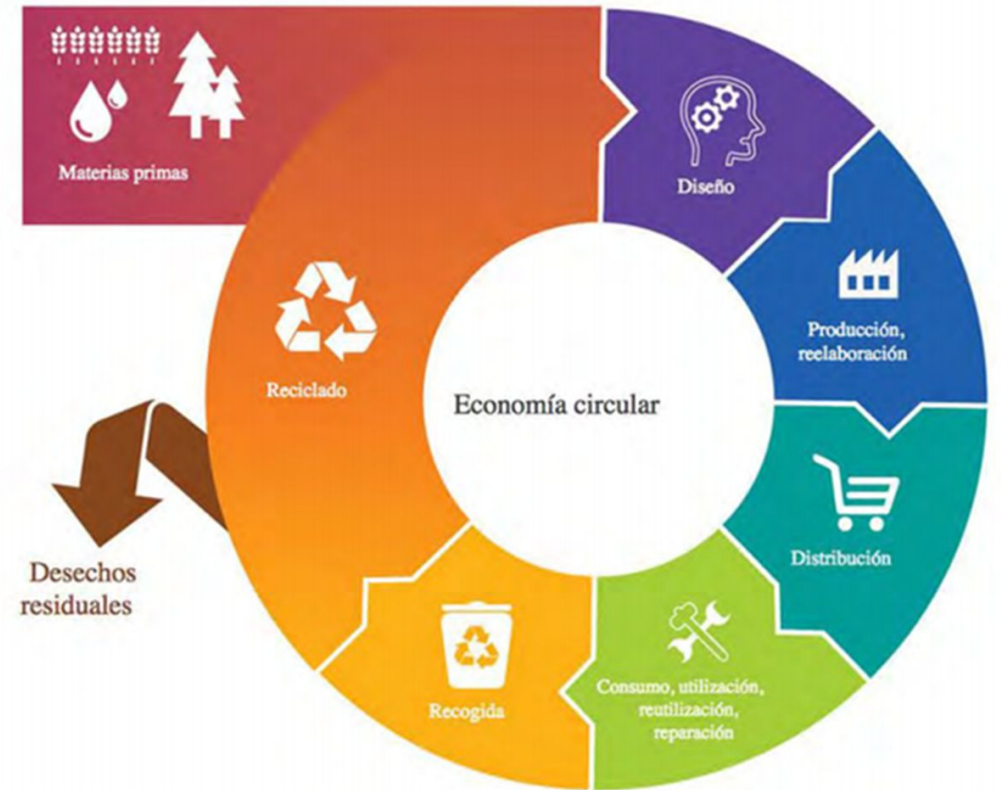 Materias primas
Diseño
Producción,
reelaboración
Distribución
Consumo, utilización,
reutilización,
reparación
Recogida
Reciclado
Desechos
residuales
Economía circular